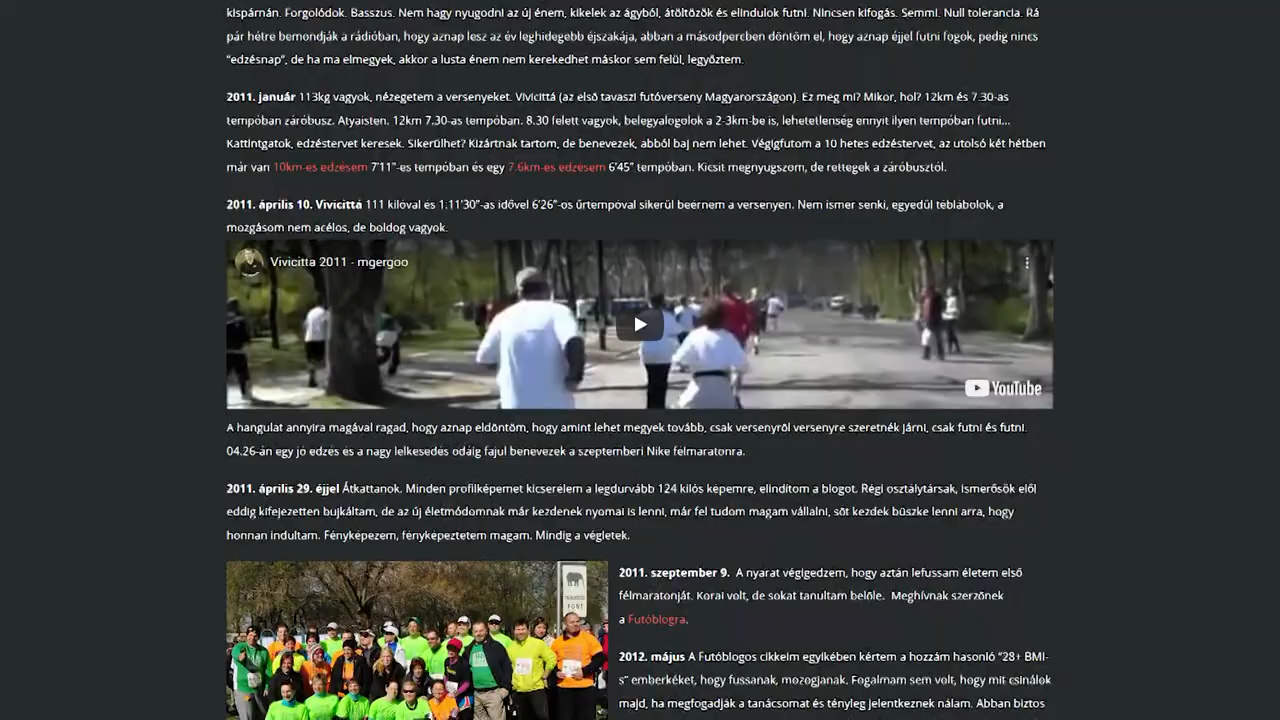 kispárnán. Forgolódok. Basszus. Nem hagy nyugodni az új énem, kikelek az ágyból, átöltözök és elindulok futni. Nincsen kifogás. Semmi. Null tolerancia. Rá
pár hétre bemondják a rádióban, hogy aznap lesz az év leghidegebb éjszakája, abban a másodpercben döntöm el, hogy aznap éjjel futni fogok, pedig nincs
"edzésnap", de ha ma elmegyek, akkor a lusta énem nem kerekedhet máskor sem felül, legyőztem.
2011. január 113kg vagyok, nézegetem a versenyeket. Vivicittá (az első tavaszi futóverseny Magyarországon). Ez meg mi? Mikor, hol? 12km és 7.30-as
tempóban záróbusz. Atyaisten. 12km 7.30-as tempóban. 8.30 felett vagyok, belegyalogolok a 2-3km-be is, lehetetlenség ennyit ilyen tempóban futni...
Kattintgatok, edzéstervet keresek. Sikerülhet? Kizártnak tartom, de benevezek, abból baj nem lehet. Végigfutom a 10 hetes edzéstervet, az utolsó két hétben
már van 10km-es edzésem 7'11"-es tempóban és egy 7.6km-es edzésem 6'45" tempóban. Kicsit megnyugszom, de rettegek a záróbusztól.
2011. április 10. Vivicittá 111 kilóval és 1:11'30"-as idővel 6'26"-os űrtempóval sikerül beérnem a versenyen. Nem ismer senki, egyedül téblábolok, a
mozgásom nem acélos, de boldog vagyok.
Vivicitta 2011 - mgergoo
YouTube
A hangulat annyira magával ragad, hogy aznap eldöntöm, hogy amint lehet megyek tovább, csak versenyről versenyre szeretnék járni, csak futni és futni.
04.26-án egy jó edzés és a nagy lelkesedés odáig fajul benevezek a szeptemberi Nike félmaratonra.
2011. április 29. éjjel Átkattanok. Minden profilképemet kicserélem a legdurvább 124 kilós képemre, elindítom a blogot. Régi osztálytársak, ismerősök elől
eddig kifejezetten bujkáltam, de az új életmódomnak már kezdenek nyomai is lenni, már fel tudom magam vállalni, sőt kezdek büszke lenni arra, hogy
honnan indultam. Fényképezem, fényképeztetem magam. Mindig a végletek.
2011. szeptember 9. A nyarat végigedzem, hogy aztán lefussam életem első
félmaratonját. Korai volt, de sokat tanultam belőle. Meghívnak szerzőnek
a Futóblogra.
2012. május A Futóblogos cikkeim egyikében kértem a hozzám hasonló "28+ BMI-
s" emberkéket, hogy fussanak, mozogjanak. Fogalmam sem volt, hogy mit csinálok
majd, ha megfogadják a tanácsomat és tényleg jelentkeznek nálam. Abban biztos